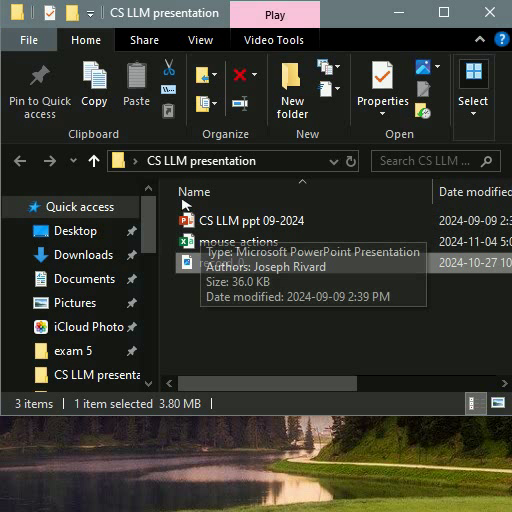 CS LLM presentation
Play
File
Home
Share
View
Video Tools
Pin to Quick access
Copy
Paste
New folder
Properties
Select
Clipboard
Organize
New
Open
CS LLM presentation
Search CS LLM ...
Name
Date modified
Quick access
Desktop
Downloads
Documents
Pictures
iCloud Photo
exam 5
CS LLM presenta
CS LLM ppt 09-2024
2024-09-09 2:3
mouse_actions
2024-11-04 5:0
2024-10-27 10
Type: Microsoft PowerPoint Presentation
Authors: Joseph Rivard
Size: 36.0 KB
Date modified: 2024-09-09 2:39 PM
3 items
1 item selected 3.80 MB